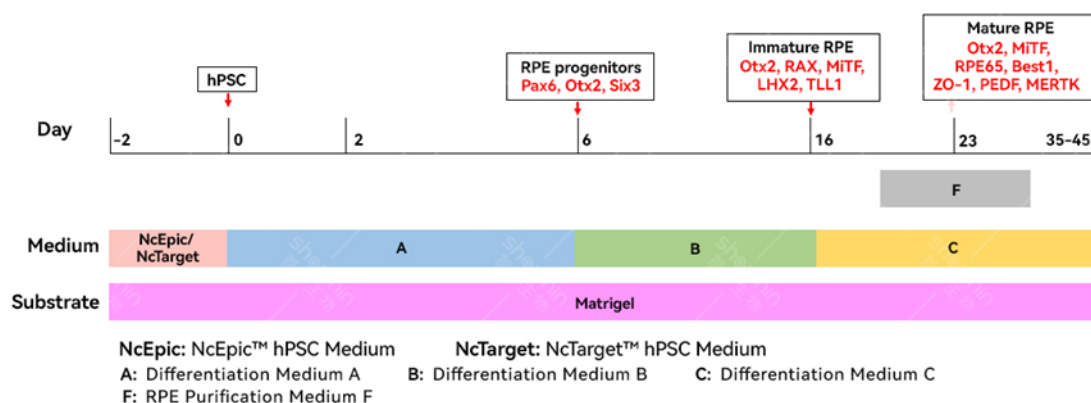 hPSC
RPE progenitors
Pax6, Otx2, Six3
Immature RPE
Otx2, RAX, MiTF,
LHX2, TLL1
Mature RPE
Otx2, MiTF,
RPE65, Best1,
ZO-1, PEDF, MERTK
Day
-2
0
2
6
16
23
35-45
F
Medium
NcEpic/
NcTarget
A
B
C
Substrate
Matrigel
NcEpic: NcEpic™ hPSC Medium
NcTarget: NcTarget™ hPSC Medium
A: Differentiation Medium A
B: Differentiation Medium B
C: Differentiation Medium C
F: RPE Purification Medium F